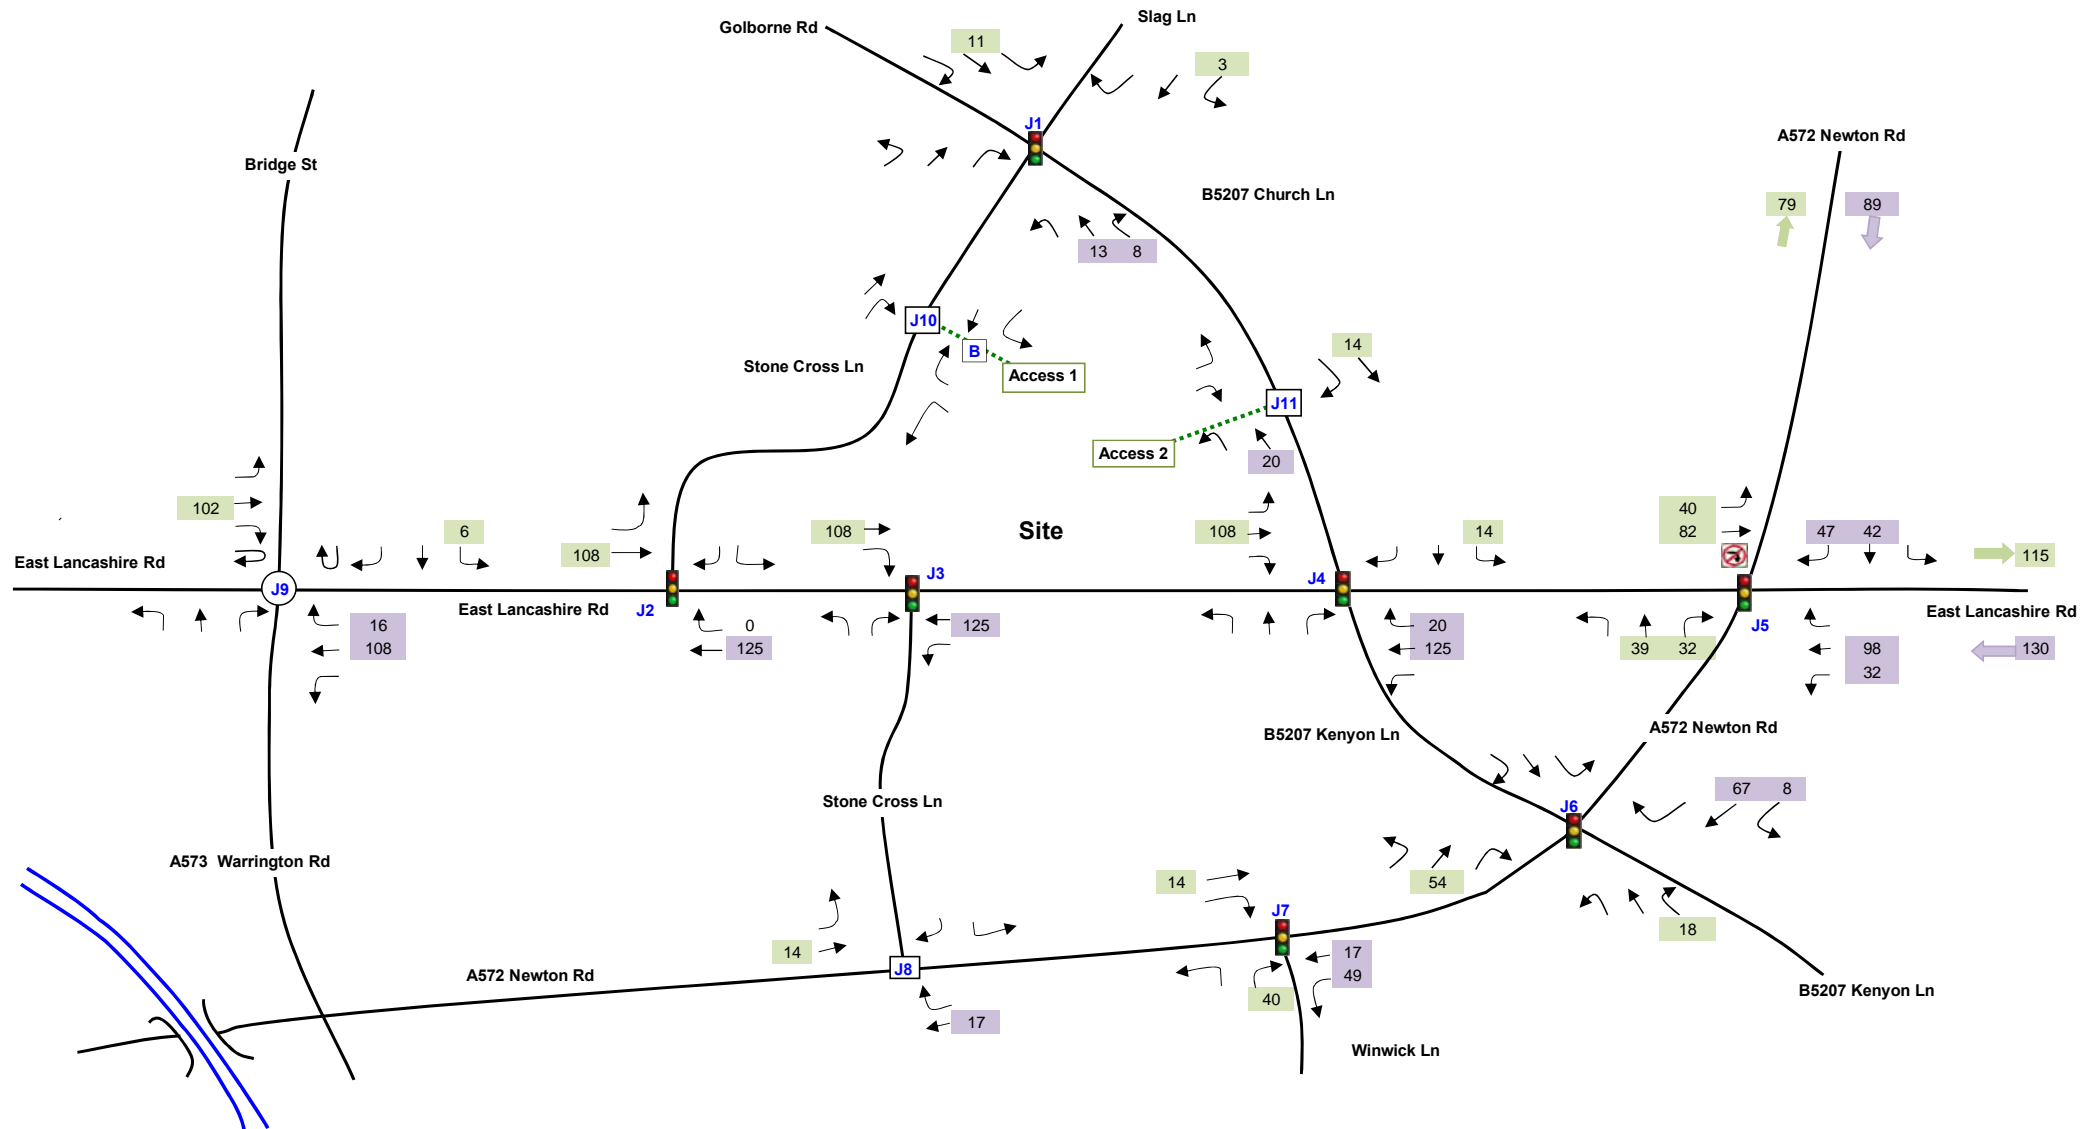 Slag Ln
Golborne Rd
11
3
J1
A572 Newton Rd
Bridge St
B5207 Church Ln
79
89
13 8
J10
14
B
Stone Cross Ln
Access 1
J11
Access 2
20
102
40
6
108
108
Site
108
14
82
47 42
115
East Lancashire Rd
J9
J3
J4
East Lancashire Rd
J2
East Lancashire Rd
J5
16
0
125
20
108
125
125
39 32
98
130
32
A572 Newton Rd
B5207 Kenyon Ln
67 8
Stone Cross Ln
J6
A573 Warrington Rd
14
54
J7
18
14
17
J8
A572 Newton Rd
49
40
B5207 Kenyon Ln
17
Winwick Ln